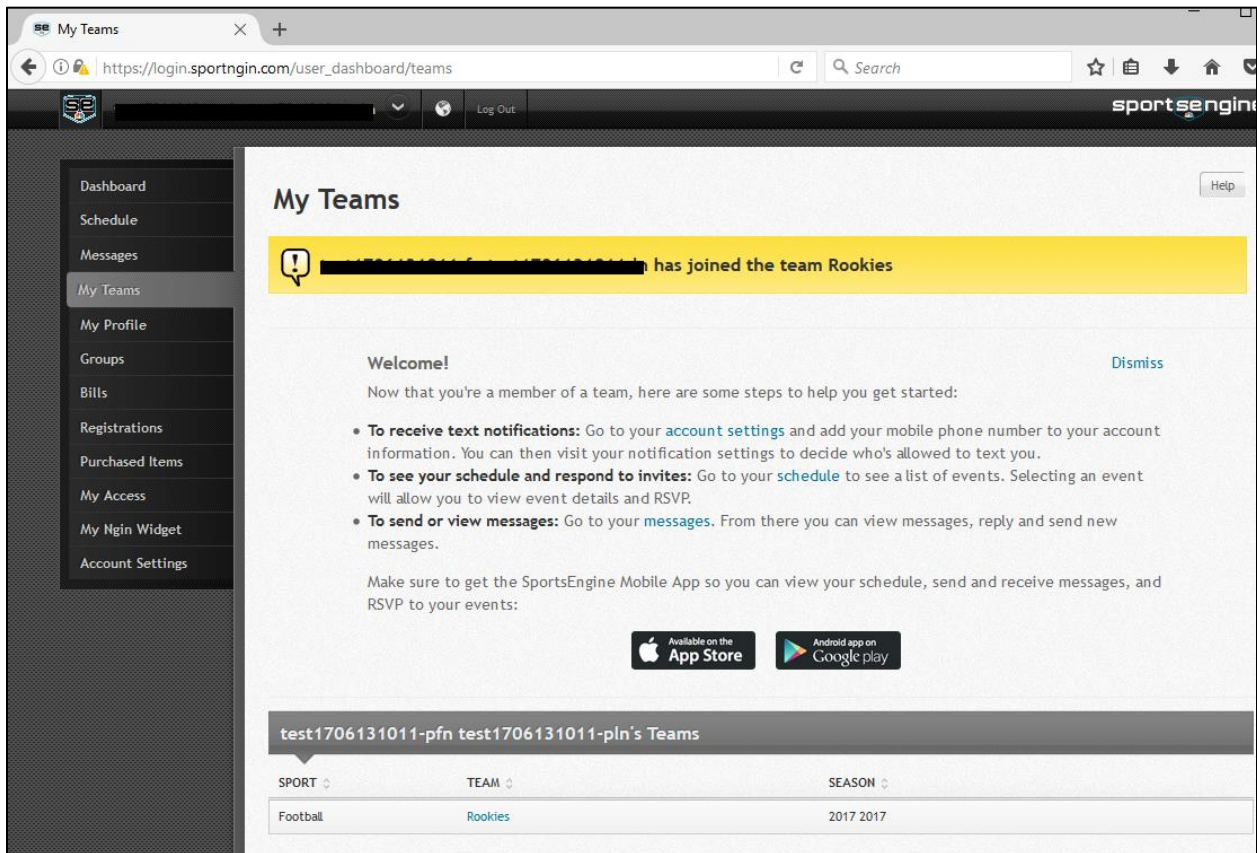 My Teams
https://login.sportngin.com/user_dashboard/teams
Search
se
Log Out
sportsengine
Dashboard
Schedule
Messages
My Teams
My Profile
Groups
Bills
Registrations
Purchased Items
My Access
My Ngin Widget
Account Settings
My Teams
Help
has joined the team Rookies
Welcome!
Dismiss
Now that you're a member of a team, here are some steps to help you get started:
• To receive text notifications: Go to your account settings and add your mobile phone number to your account
information. You can then visit your notification settings to decide who's allowed to text you.
• To see your schedule and respond to invites: Go to your schedule to see a list of events. Selecting an event
will allow you to view event details and RSVP.
• To send or view messages: Go to your messages. From there you can view messages, reply and send new
messages.
Make sure to get the SportsEngine Mobile App so you can view your schedule, send and receive messages, and
RSVP to your events:
Available on the
App Store
Android app on
Google play
test1706131011-pfn test1706131011-pln's Teams
SPORT TEAM SEASON
Football Rookies 2017 2017